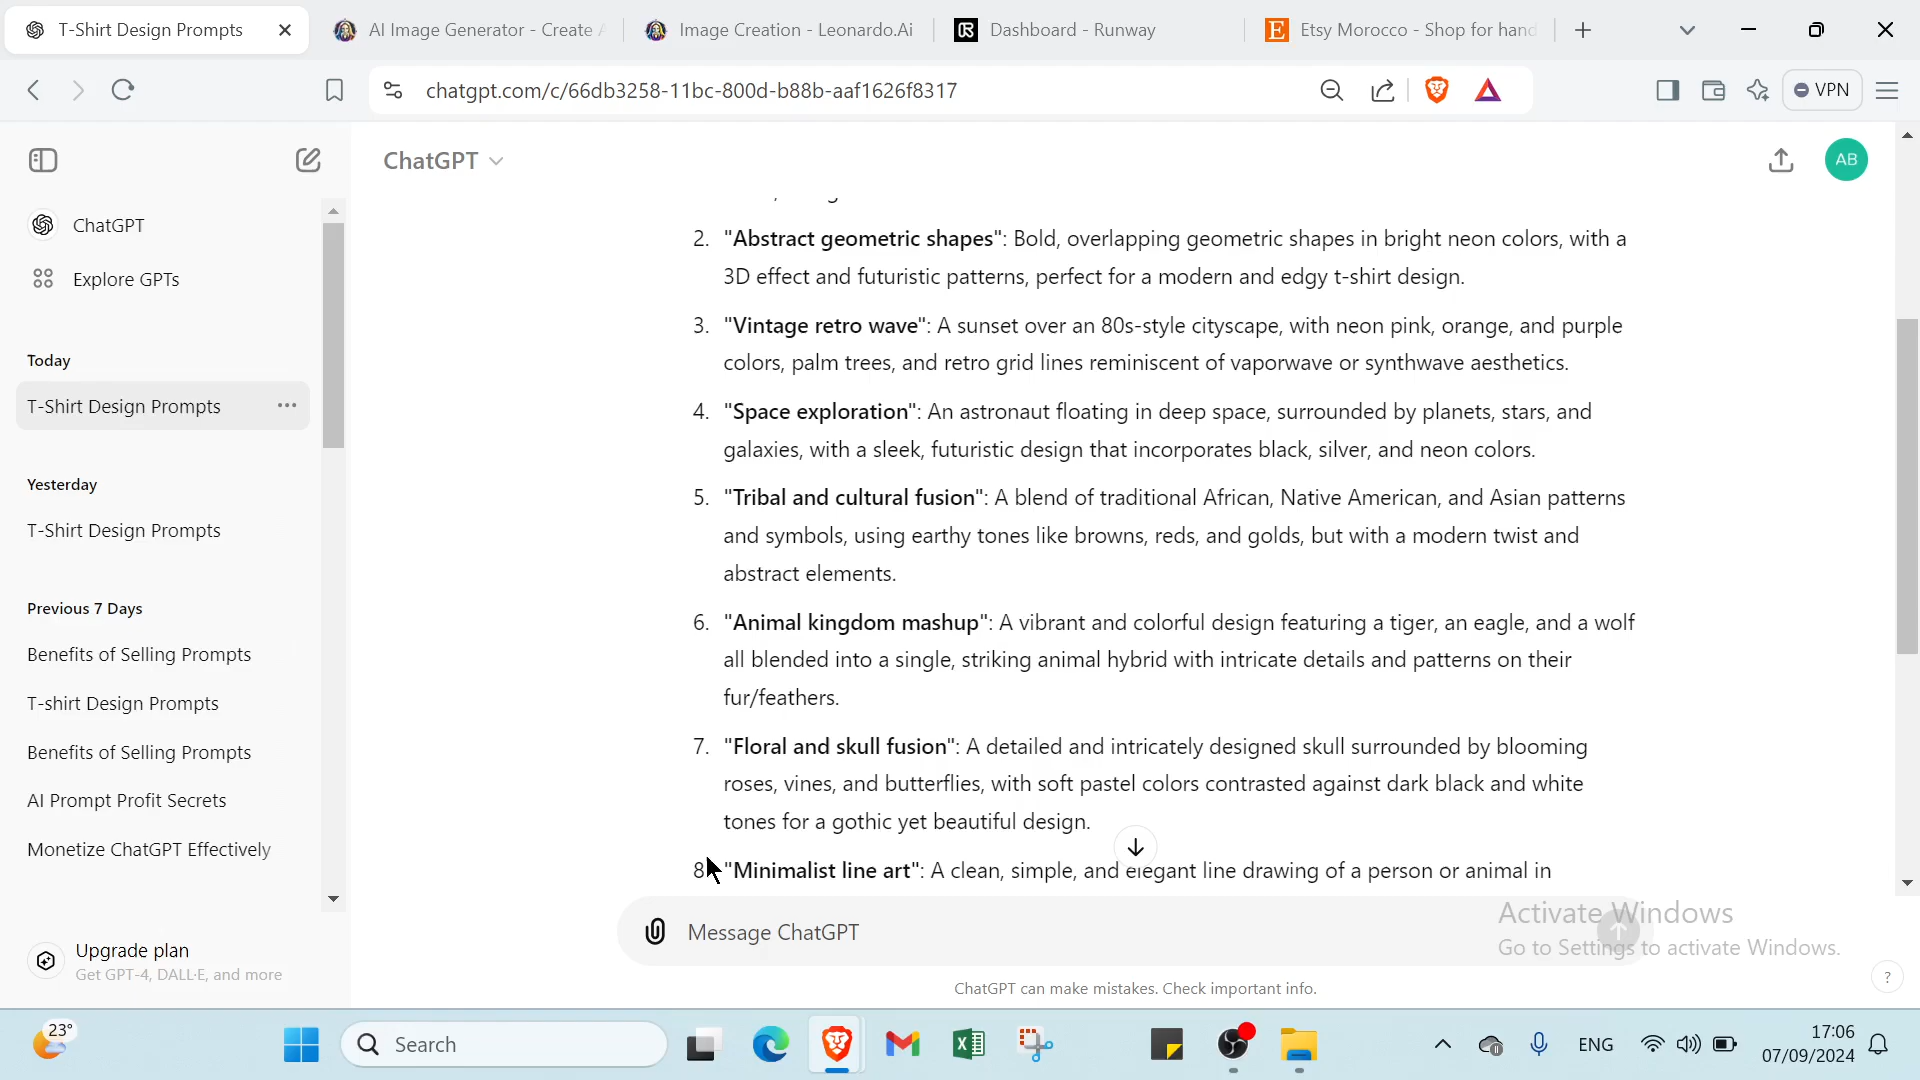 T-Shirt Design Prompts
AI Image Generator - Create A
Image Creation - Leonardo.Ai
Dashboard - Runway
Etsy Morocco - Shop for hand
chatgpt.com/c/66db3258-11bc-800d-b88b-aaf1626f8317
VPN
ChatGPT
AB
ChatGPT
Explore GPTs
Today
T-Shirt Design Prompts
Yesterday
T-Shirt Design Prompts
Previous 7 Days
Benefits of Selling Prompts
T-shirt Design Prompts
Benefits of Selling Prompts
AI Prompt Profit Secrets
Monetize ChatGPT Effectively
Upgrade plan
Get GPT-4, DALL·E, and more
2. "Abstract geometric shapes": Bold, overlapping geometric shapes in bright neon colors, with a
3D effect and futuristic patterns, perfect for a modern and edgy t-shirt design.
3. "Vintage retro wave": A sunset over an 80s-style cityscape, with neon pink, orange, and purple
colors, palm trees, and retro grid lines reminiscent of vaporwave or synthwave aesthetics.
4. "Space exploration": An astronaut floating in deep space, surrounded by planets, stars, and
galaxies, with a sleek, futuristic design that incorporates black, silver, and neon colors.
5. "Tribal and cultural fusion": A blend of traditional African, Native American, and Asian patterns
and symbols, using earthy tones like browns, reds, and golds, but with a modern twist and
abstract elements.
6. "Animal kingdom mashup": A vibrant and colorful design featuring a tiger, an eagle, and a wolf
all blended into a single, striking animal hybrid with intricate details and patterns on their
fur/feathers.
7. "Floral and skull fusion": A detailed and intricately designed skull surrounded by blooming
roses, vines, and butterflies, with soft pastel colors contrasted against dark black and white
tones for a gothic yet beautiful design.
8 "Minimalist line art": A clean, simple, and elegant line drawing of a person or animal in
Message ChatGPT
Activate Windows
Go to Settings to activate Windows.
ChatGPT can make mistakes. Check important info.
?
23°
Search
ENG
17:06
07/09/2024